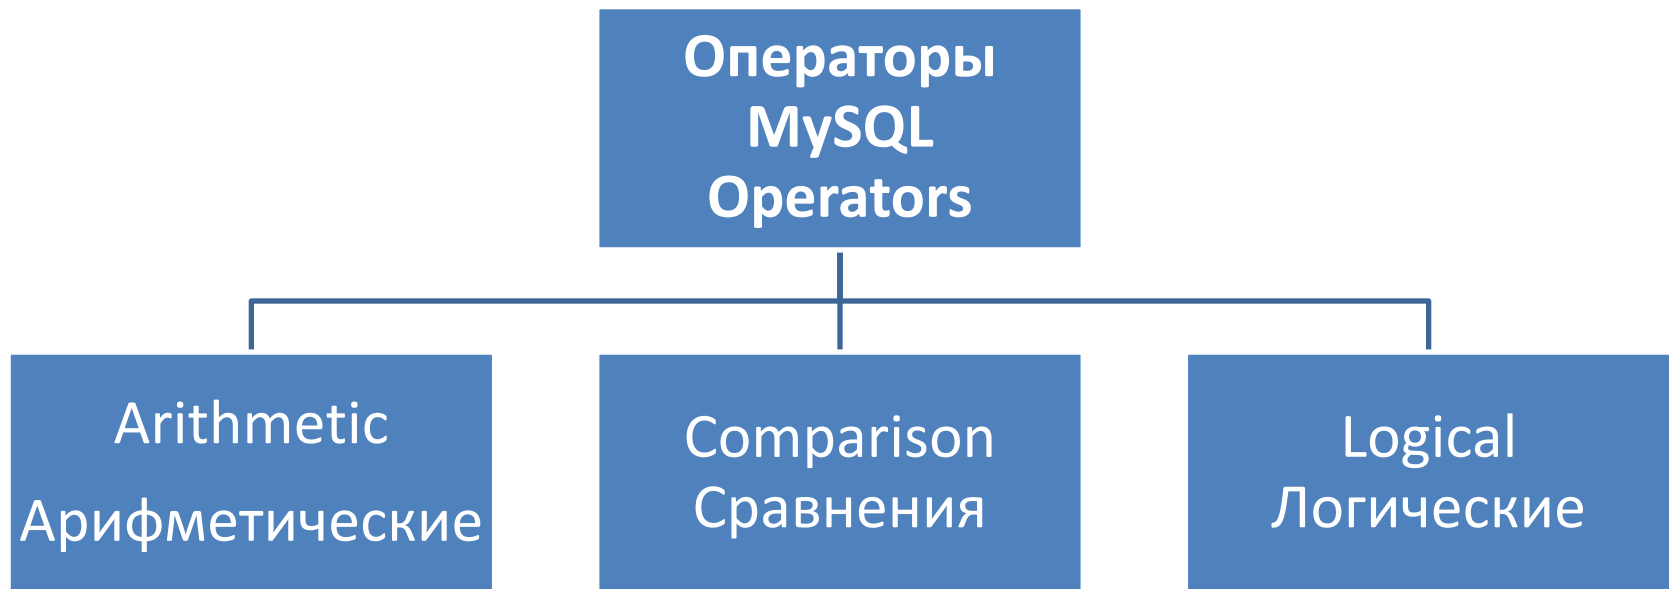 Операторы
MySQL
Operators
Arithmetic
Арифметические
Comparison
Сравнения
Logical
Логические